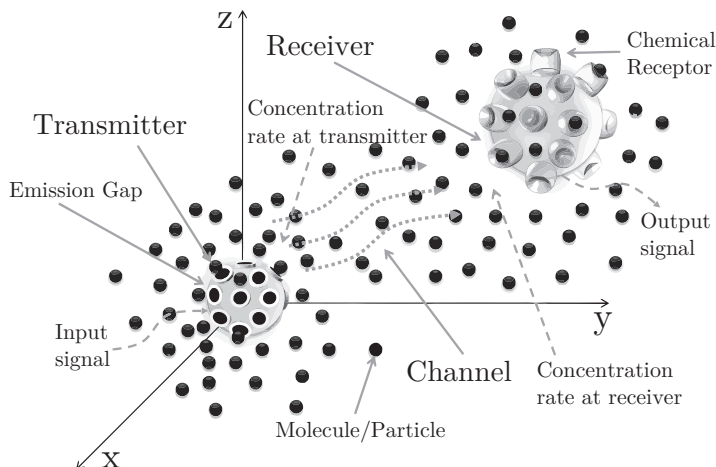 z
Receiver
Chemical
Receptor
Concentration
rate at transmitter
Transmitter
Emission Gap
Output
signal
Input
signal
y
Channel
Concentration
rate at receiver
Molecule/Particle
x